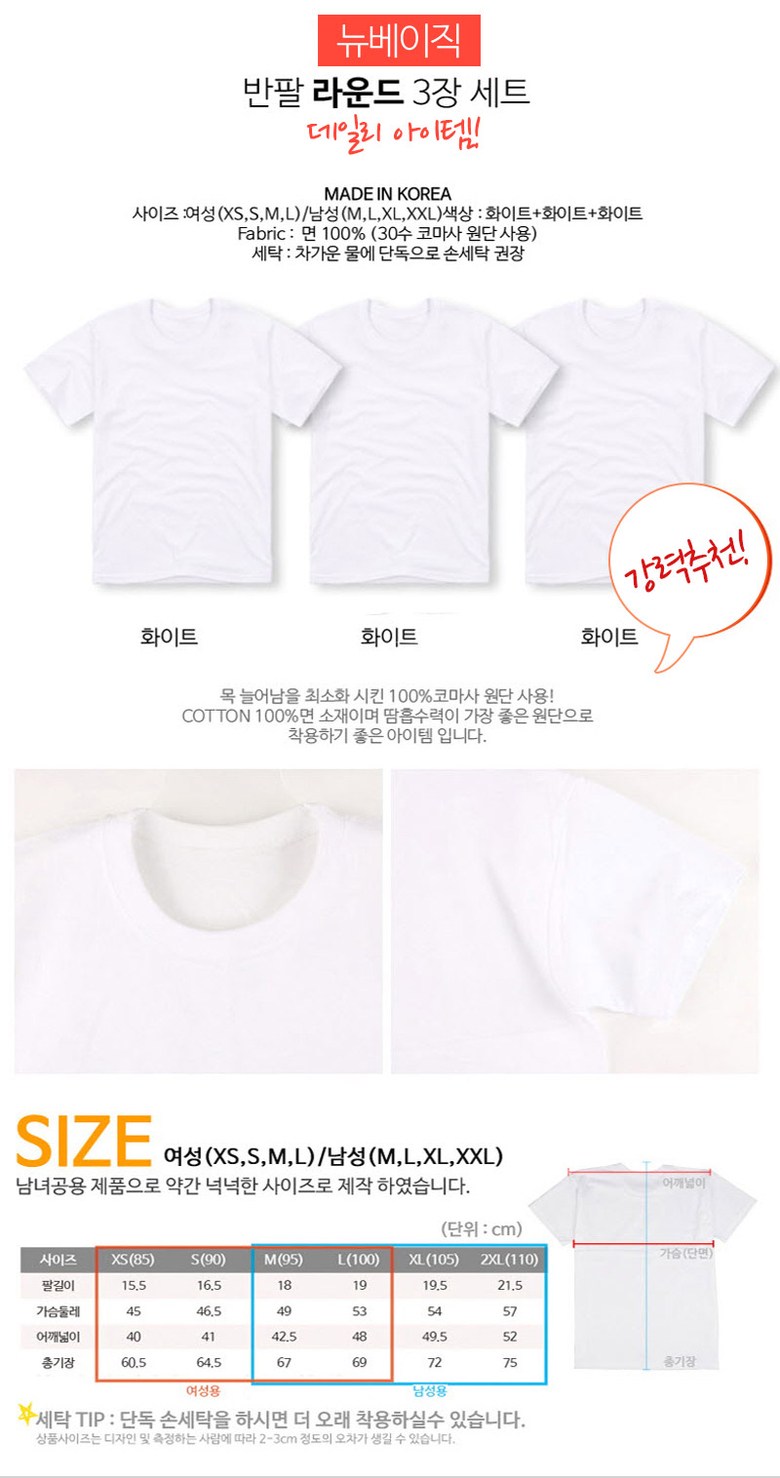 뉴베이직
반팔 라운드 3장 세트
데일리 아이템!
MADE IN KOREA
사이즈 :여성(XS,S,M,L)/남성(M,L,XL,XXL)색상 : 화이트+화이트+화이트
Fabric : 면 100% (30수 코마사 원단 사용)
세탁 : 차가운 물에 단독으로 손세탁 권장
강력추천!
화이트 화이트 화이트
목 늘어남을 최소화 시킨 100%코마사 원단 사용!
COTTON 100%면 소재이며 땀흡수력이 가장 좋은 원단으로
착용하기 좋은 아이템 입니다.
SIZE 여성(XS,S,M,L)/남성(M,L,XL,XXL)
남녀공용 제품으로 약간 넉넉한 사이즈로 제작 하였습니다.
어깨넓이
가슴(단면)
총기장
(단위 : cm)
사이즈 XS(85) S(90) M(95) L(100) XL(105) 2XL(110)
팔길이 15.5 16.5 18 19 19.5 21.5
가슴둘레 45 46.5 49 53 54 57
어깨넓이 40 41 42.5 48 49.5 52
총기장 60.5 64.5 67 69 72 75
여성용 남성용
세탁 TIP : 단독 손세탁을 하시면 더 오래 착용하실수 있습니다.
상품사이즈는 디자인 및 측정하는 사람에 따라 2-3cm 정도의 오차가 생길 수 있습니다.